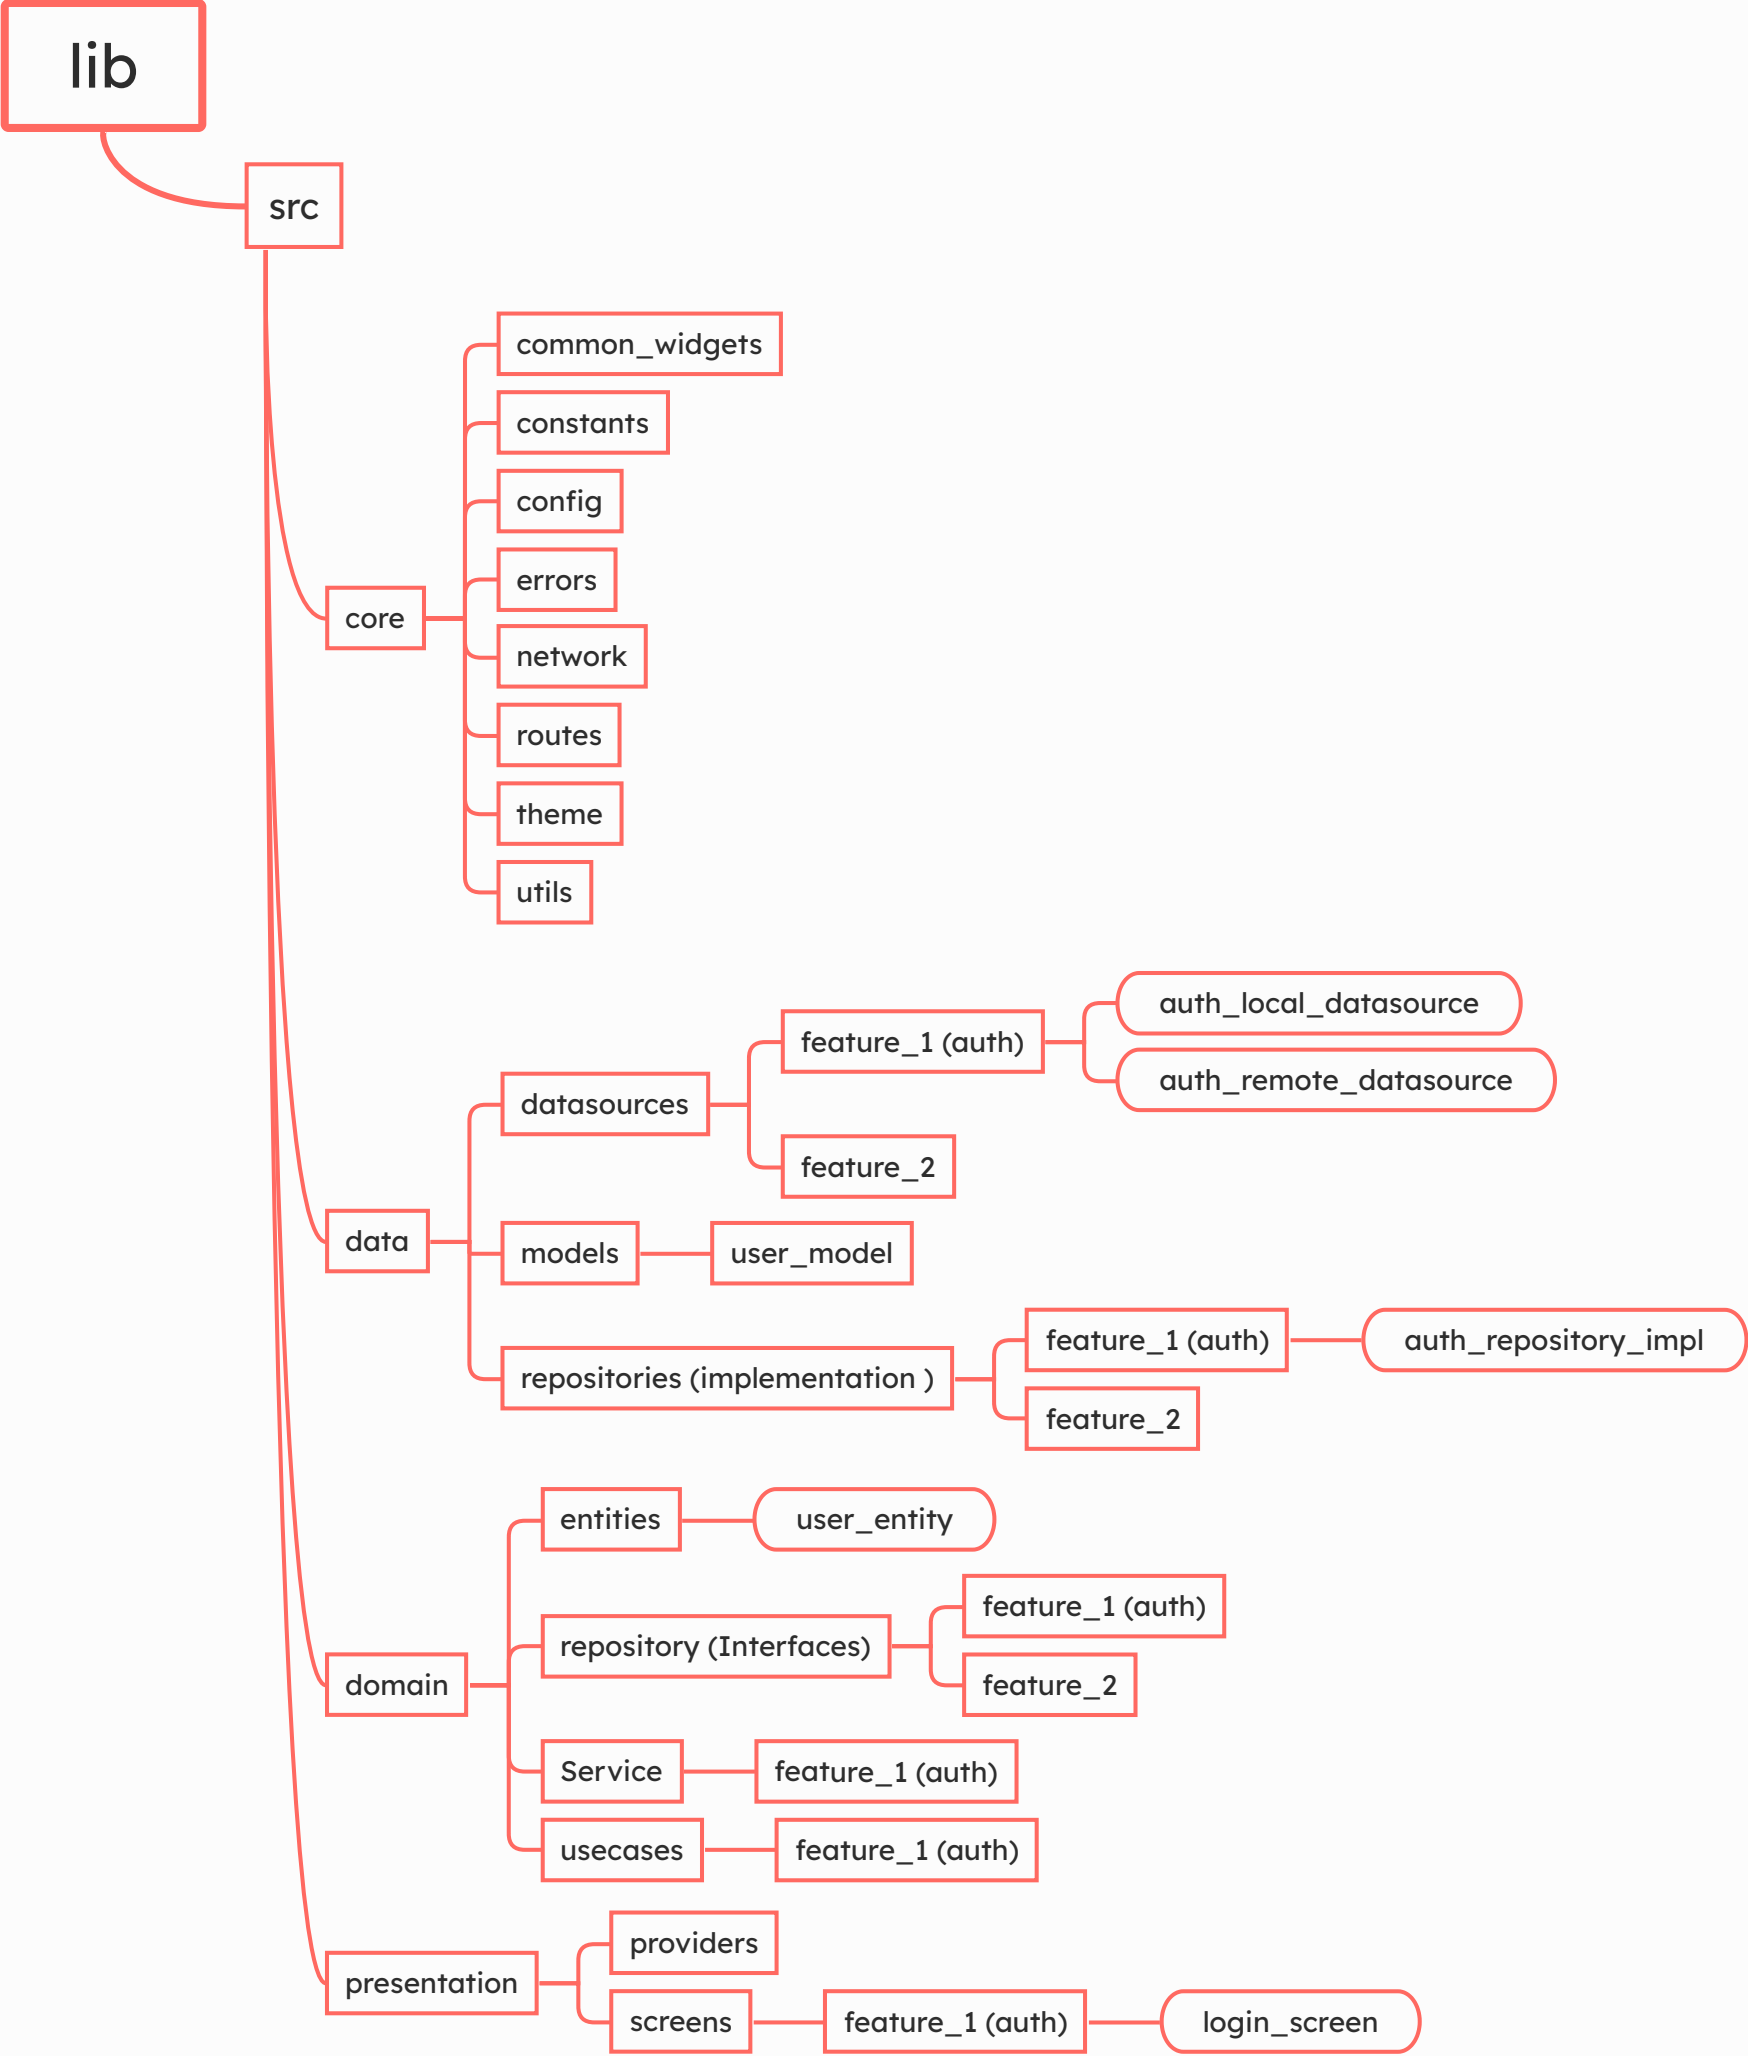 lib
src
common_widgets
constants
config
errors
core
network
routes
theme
utils
auth_local_datasource
feature_1 (auth)
auth_remote_datasource
datasources
feature_2
data
models
user_model
feature_1 (auth)
auth_repository_impl
repositories (implementation )
feature_2
entities
user_entity
feature_1 (auth)
repository (Interfaces)
domain
feature_2
Service
feature_1 (auth)
usecases
feature_1 (auth)
providers
presentation
screens
feature_1 (auth)
login_screen